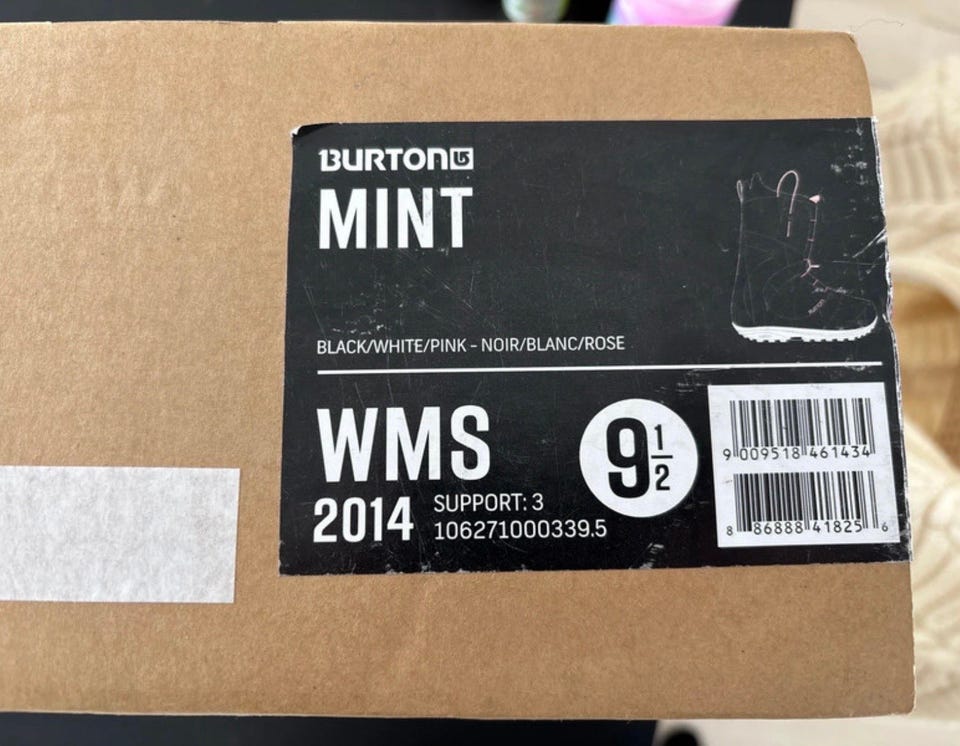 BURTON
MINT
BLACK/WHITE/PINK - NOIR/BLANC/ROSE
WMS
9 1/2
2014
SUPPORT: 3
106271000339.5
9 009518 461434
8 86888 41825 6
BURTON